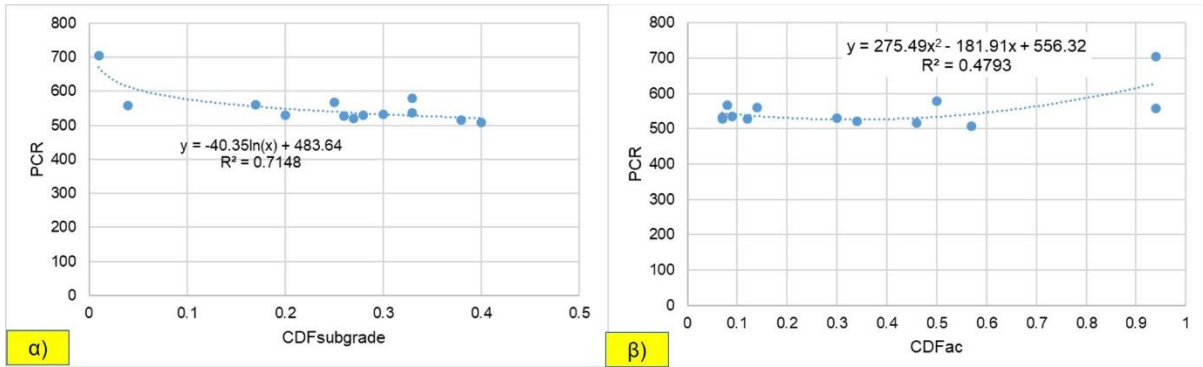 800
700
600
500
400
300
200
100
0
PCR
y = -40.35ln(x) + 483.64
R² = 0.7148
0 0.1 0.2 0.3 0.4 0.5
CDFsubgrade
α)
800
700
600
500
400
300
200
100
0
PCR
y = 275.49x² - 181.91x + 556.32
R² = 0.4793
0 0.1 0.2 0.3 0.4 0.5 0.6 0.7 0.8 0.9 1
CDFac
β)